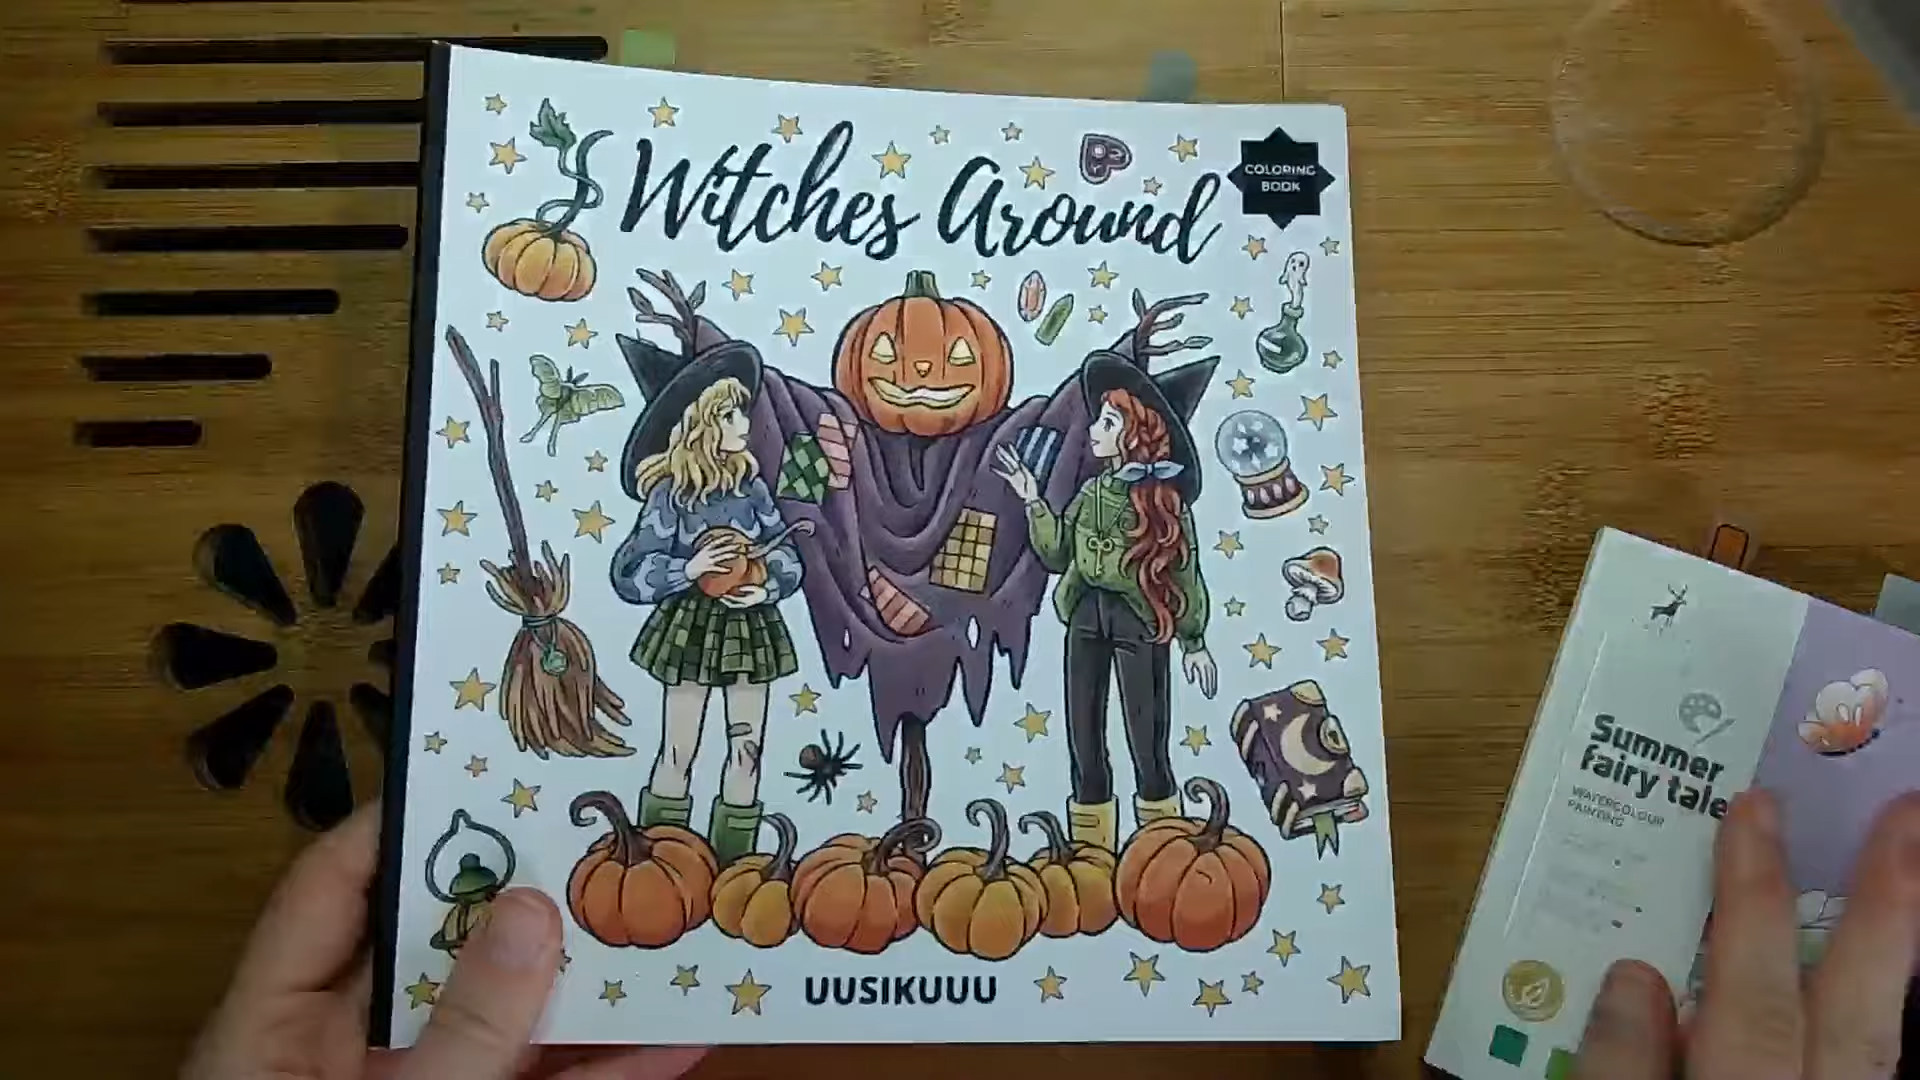 Witches Around
COLORING
BOOK
UUSIKUUU
Summer
fairy tale
WATERCOLOUR
PAINTING